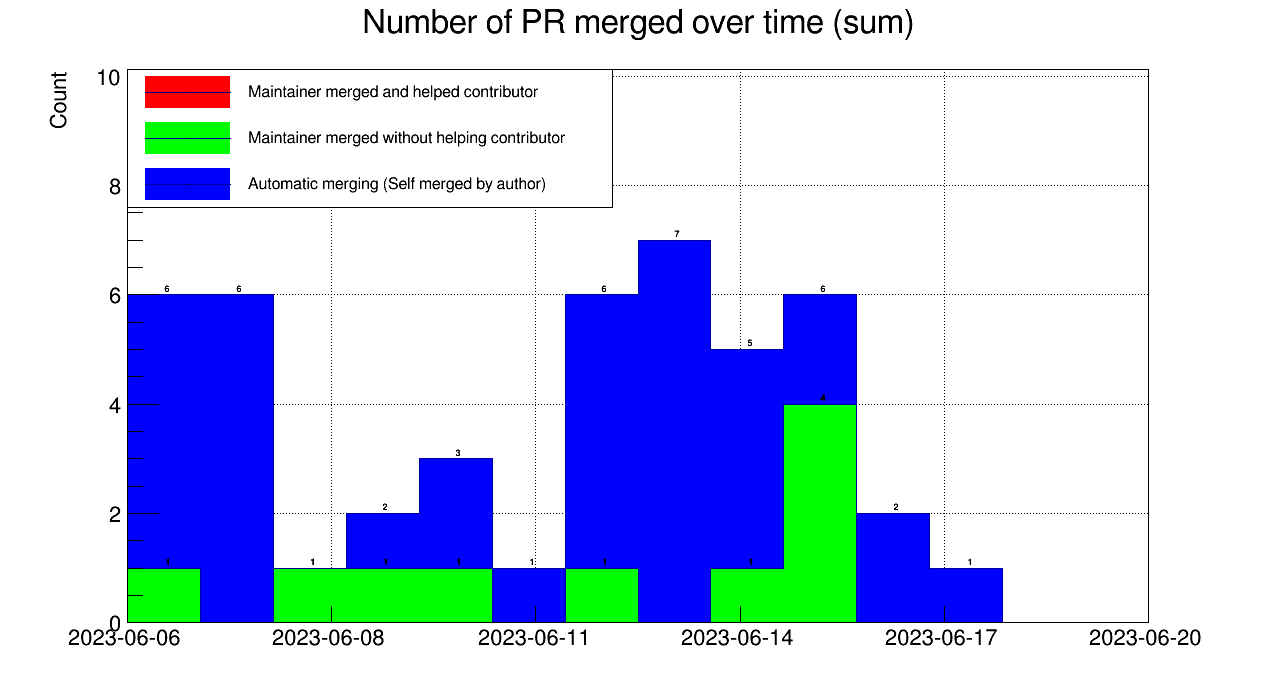 Number of PR merged over time (sum)
Count
10
8
6
4
2
0
Maintainer merged and helped contributor
Maintainer merged without helping contributor
Automatic merging (Self merged by author)
6 6 1 2 3 1 6 7 5 6 2 1
1 1 1 1 1 4
2023-06-06 2023-06-08 2023-06-11 2023-06-14 2023-06-17 2023-06-20